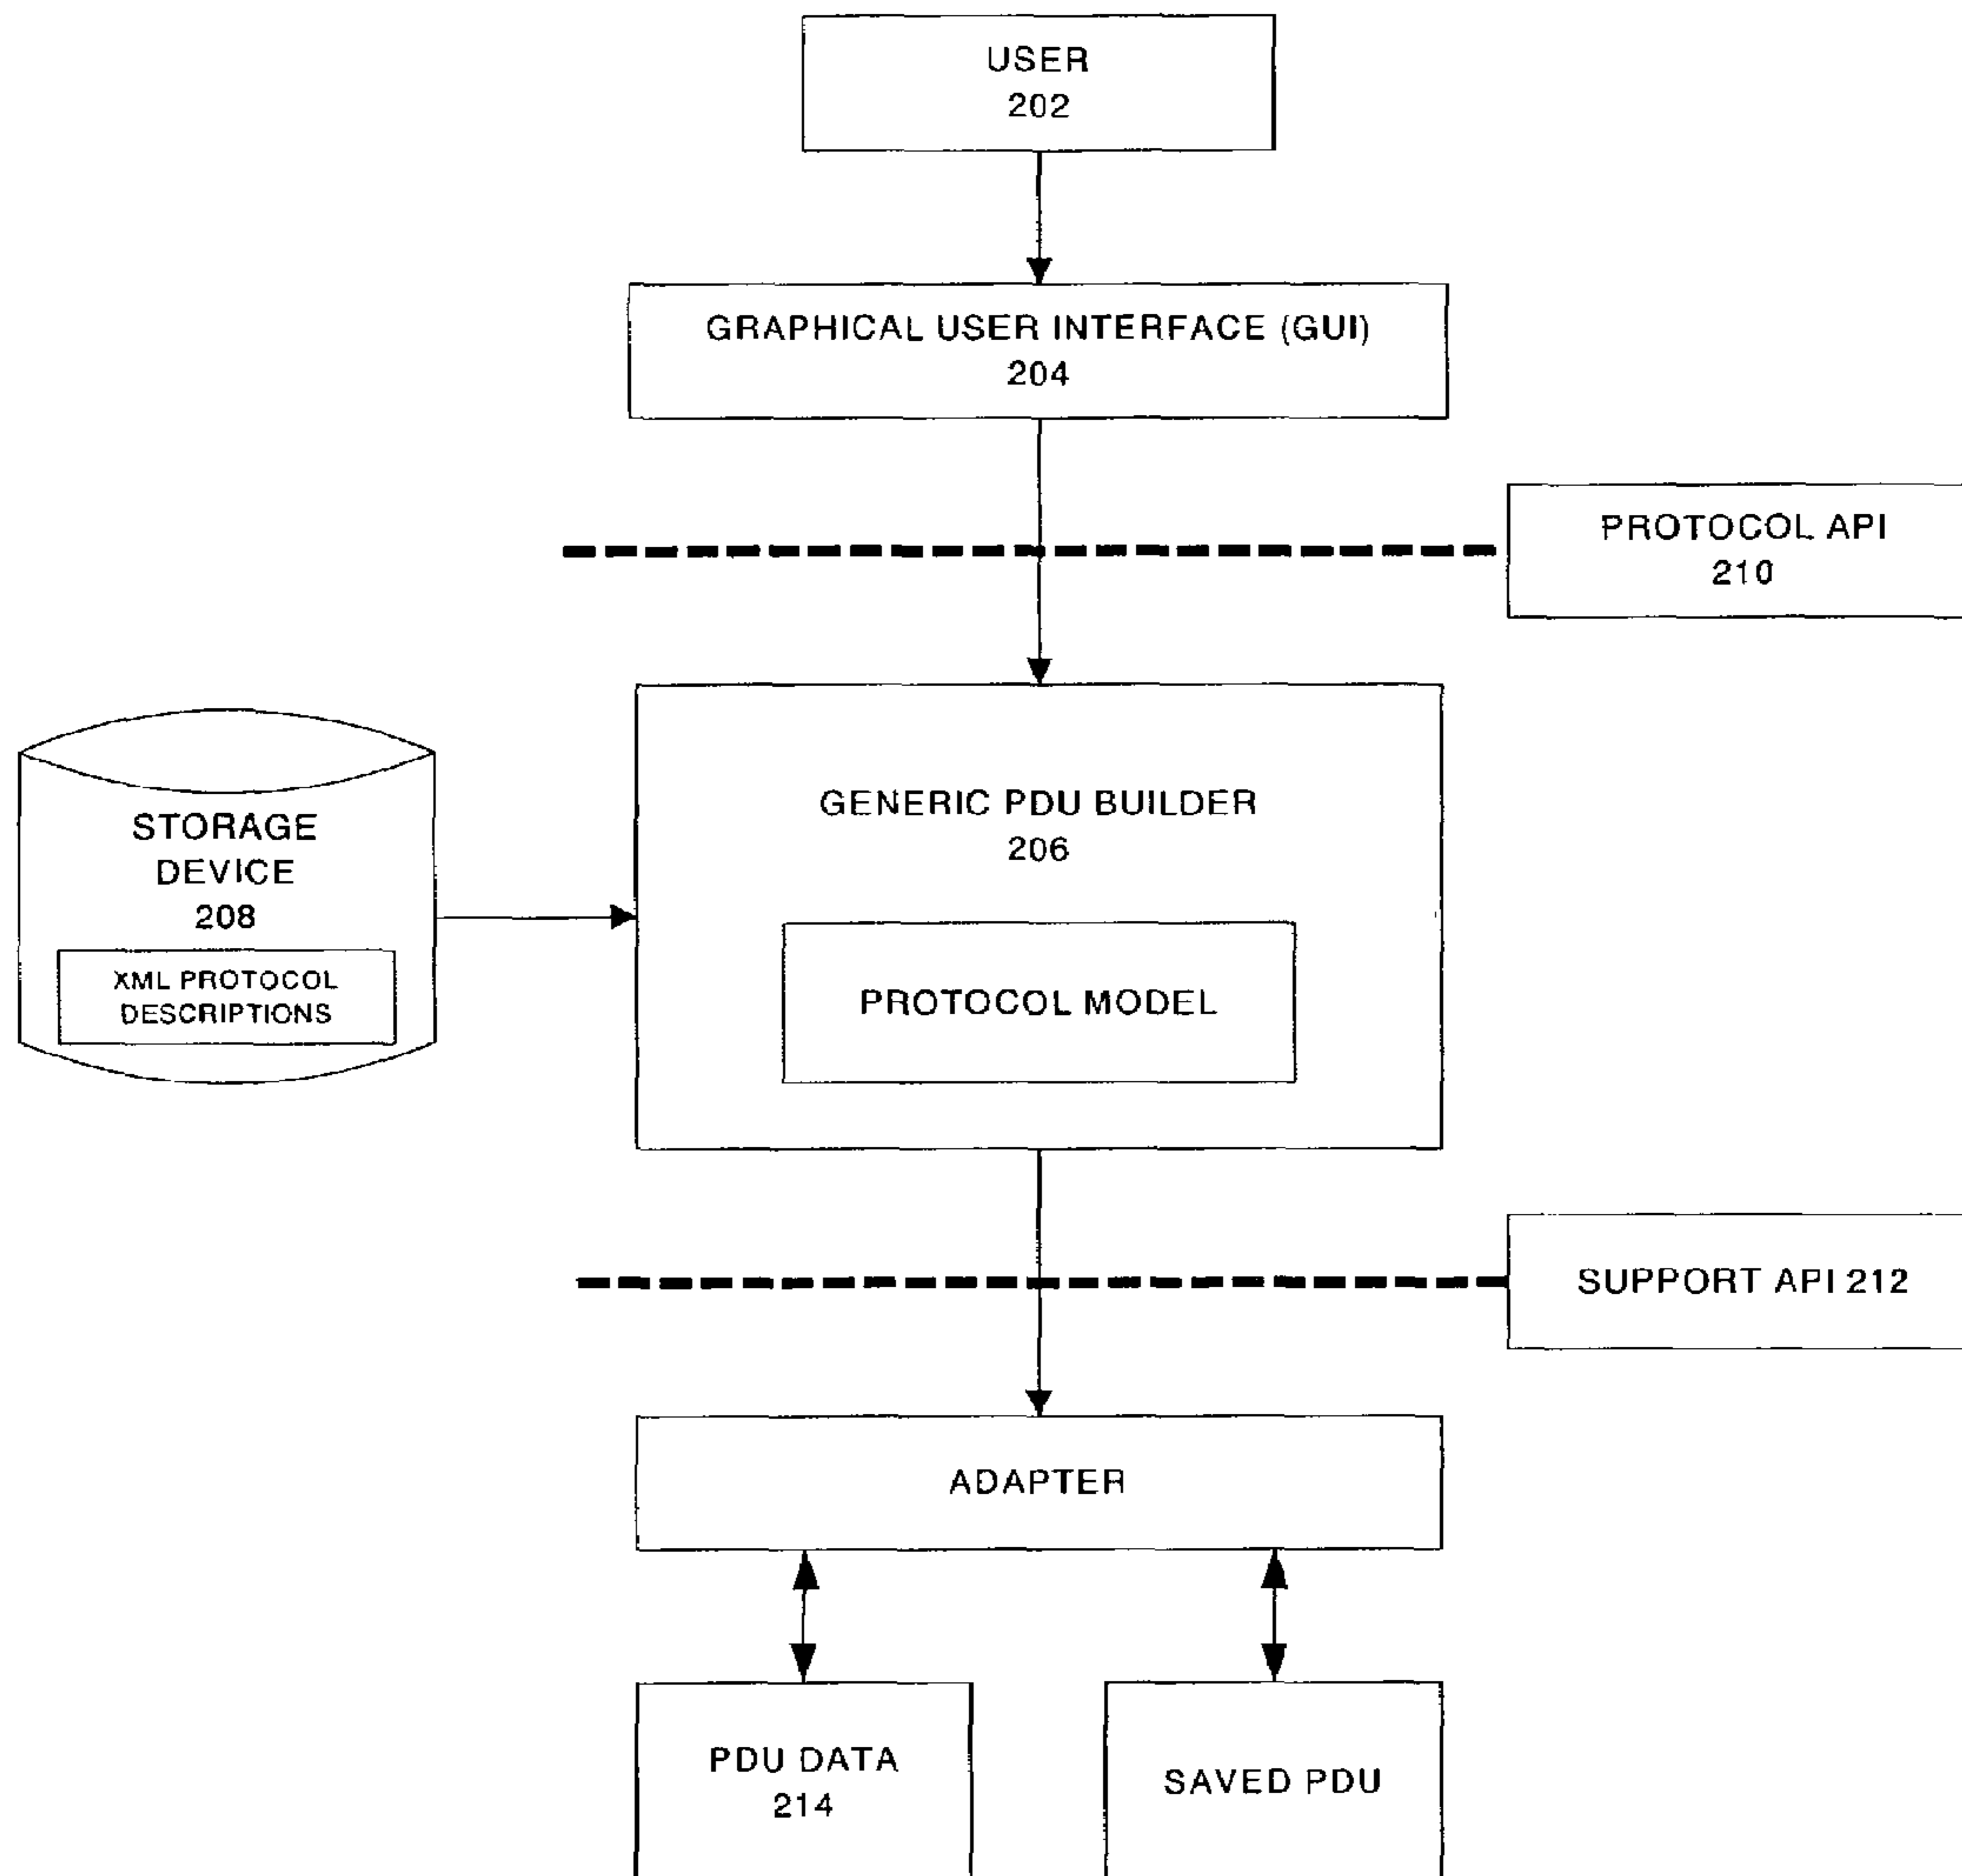 USER
202
GRAPHICAL USER INTERFACE (GUI)
204
PROTOCOL API
210
GENERIC PDU BUILDER
206
STORAGE
DEVICE
208
XML PROTOCOL
DESCRIPTIONS
PROTOCOL MODEL
SUPPORT API 212
ADAPTER
PDU DATA
214
SAVED PDU